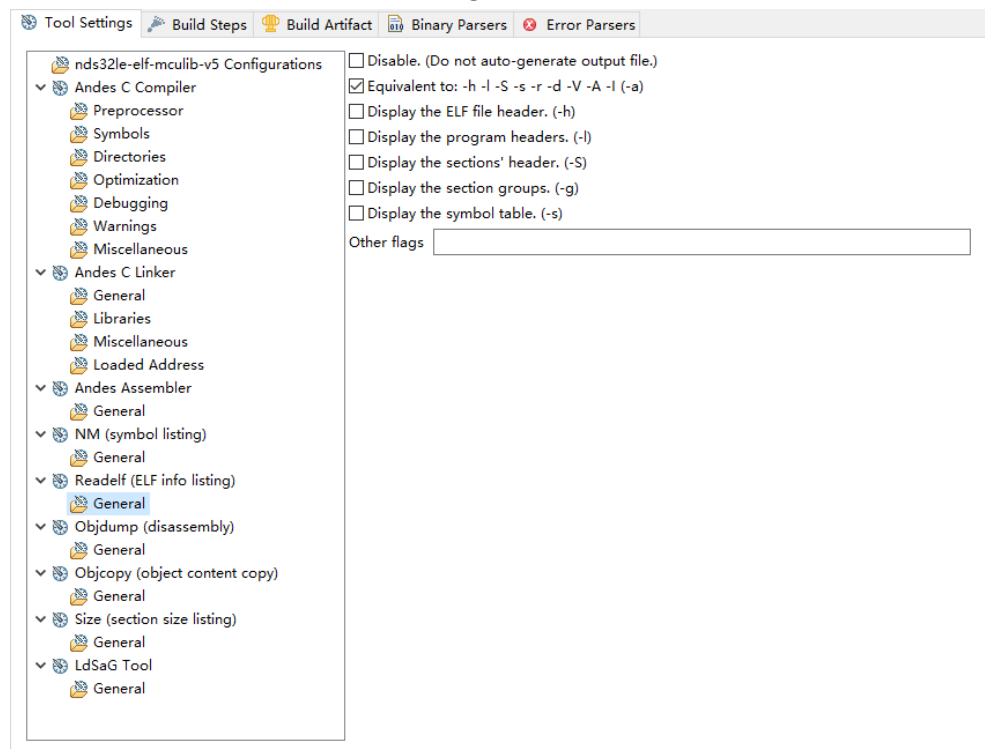 Tool Settings Build Steps Build Artifact Binary Parsers Error Parsers
nds32le-elf-mculib-v5 Configurations
Andes C Compiler
Preprocessor
Symbols
Directories
Optimization
Debugging
Warnings
Miscellaneous
Andes C Linker
General
Libraries
Miscellaneous
Loaded Address
Andes Assembler
General
NM (symbol listing)
General
Readelf (ELF info listing)
General
Objdump (disassembly)
General
Objcopy (object content copy)
General
Size (section size listing)
General
LdSaG Tool
General
Disable. (Do not auto-generate output file.)
Equivalent to: -h -l -S -s -r -d -V -A -I (-a)
Display the ELF file header. (-h)
Display the program headers. (-l)
Display the sections' header. (-S)
Display the section groups. (-g)
Display the symbol table. (-s)
Other flags